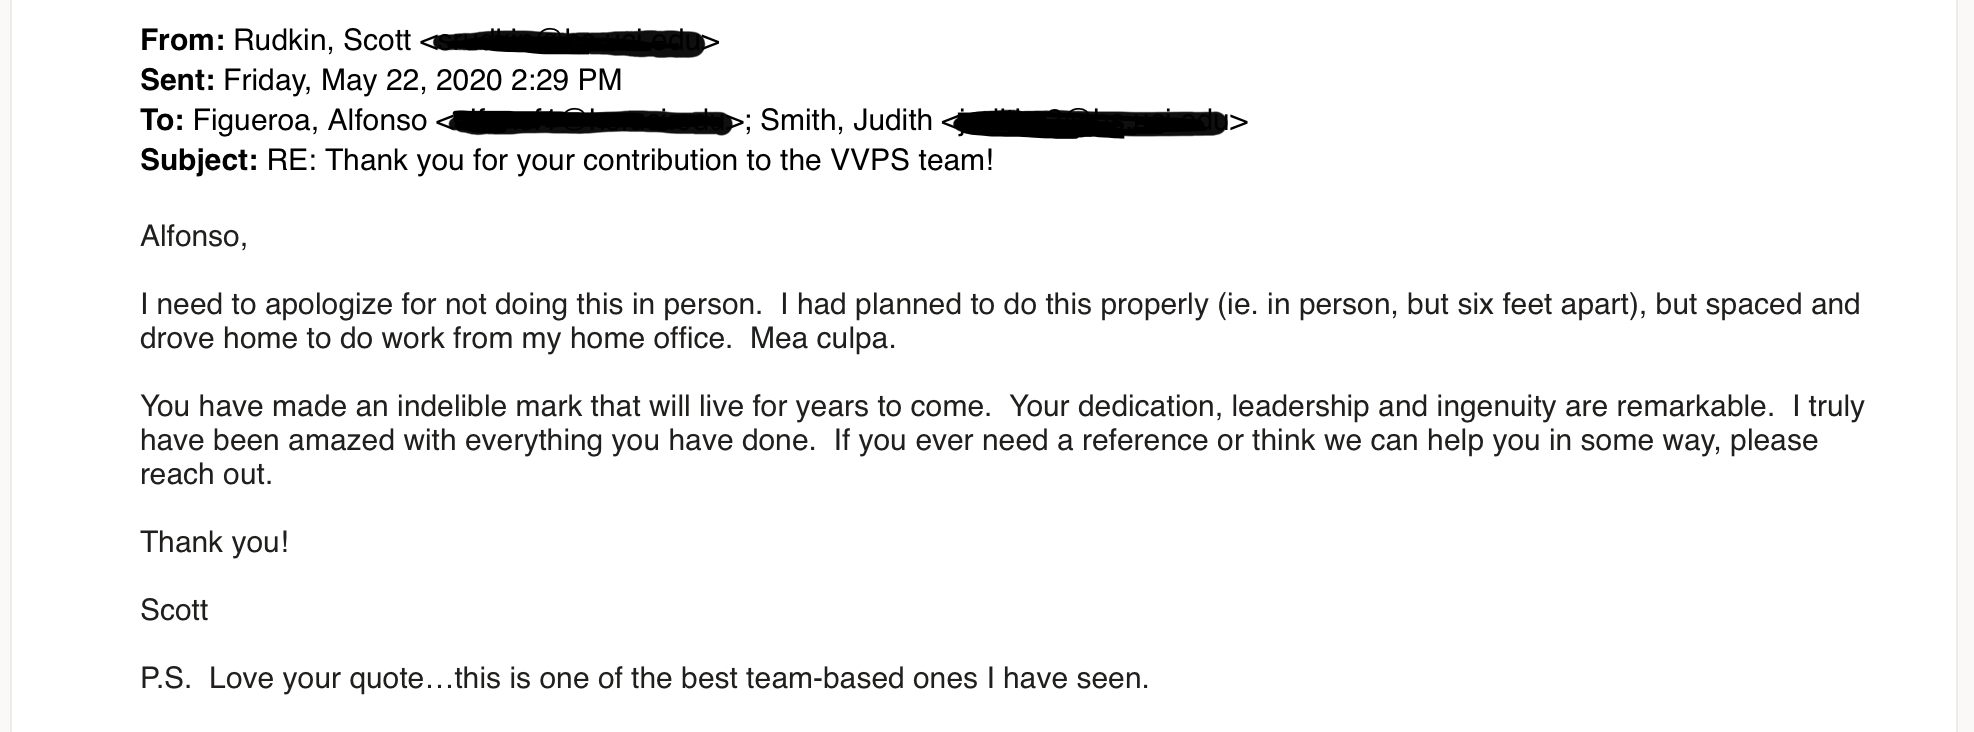 From: Rudkin, Scott < >
Sent: Friday, May 22, 2020 2:29 PM
To: Figueroa, Alfonso < >; Smith, Judith < >
Subject: RE: Thank you for your contribution to the VVPS team!
Alfonso,
I need to apologize for not doing this in person.  I had planned to do this properly (ie. in person, but six feet apart), but spaced and
drove home to do work from my home office.  Mea culpa.
You have made an indelible mark that will live for years to come.  Your dedication, leadership and ingenuity are remarkable.  I truly
have been amazed with everything you have done.  If you ever need a reference or think we can help you in some way, please
reach out.
Thank you!
Scott
P.S.  Love your quote…this is one of the best team-based ones I have seen.